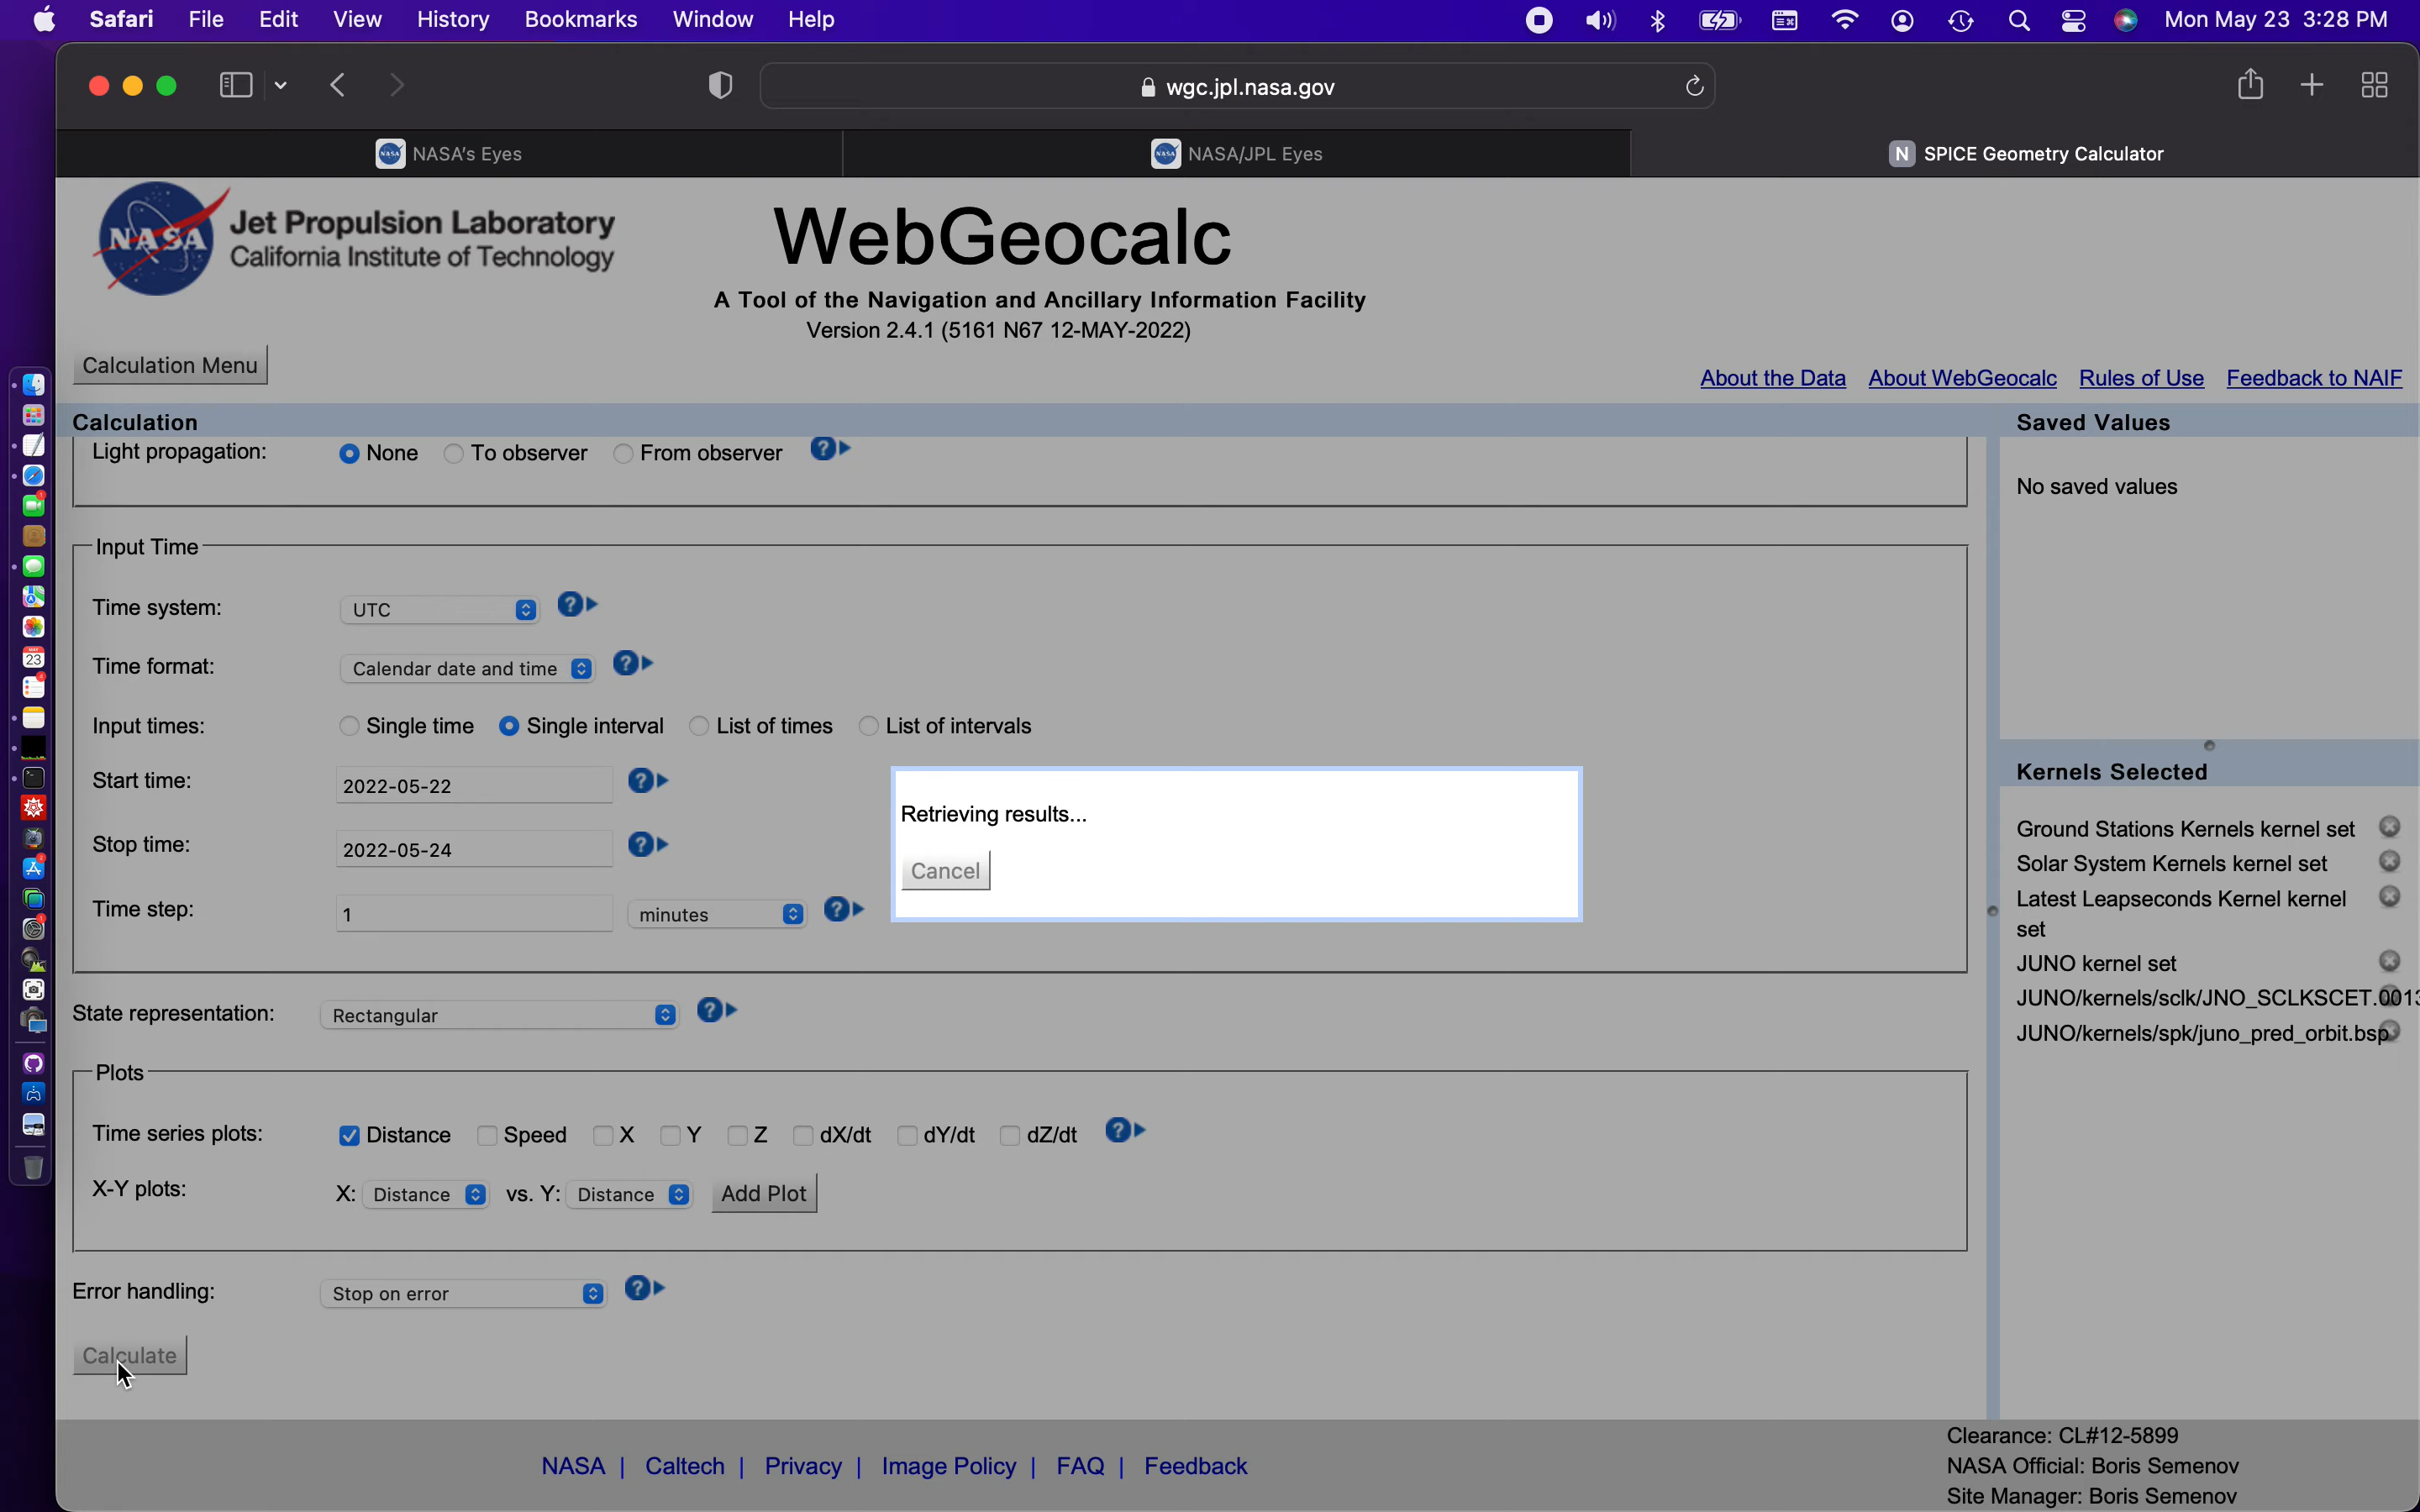 Safari File Edit View History Bookmarks Window Help Mon May 23 3:28 PM
wgc.jpl.nasa.gov
NASA's Eyes NASA/JPL Eyes N SPICE Geometry Calculator
NASA Jet Propulsion Laboratory
California Institute of Technology
WebGeocalc
A Tool of the Navigation and Ancillary Information Facility
Version 2.4.1 (5161 N67 12-MAY-2022)
Calculation Menu
About the Data About WebGeocalc Rules of Use Feedback to NAIF
Calculation
Light propagation: None To observer From observer ?
Input Time
Time system: UTC ?
Time format: Calendar date and time ?
Input times: Single time Single interval List of times List of intervals
Start time: 2022-05-22 ?
Stop time: 2022-05-24 ?
Time step: 1 minutes ?
Retrieving results...
Cancel
State representation: Rectangular ?
Plots
Time series plots: Distance Speed X Y Z dX/dt dY/dt dZ/dt ?
X-Y plots: X: Distance vs. Y: Distance Add Plot
Error handling: Stop on error ?
Calculate
Saved Values
No saved values
Kernels Selected
Ground Stations Kernels kernel set
Solar System Kernels kernel set
Latest Leapseconds Kernel kernel
set
JUNO kernel set
JUNO/kernels/sclk/JNO_SCLKSCET.0013
JUNO/kernels/spk/juno_pred_orbit.bsp
NASA | Caltech | Privacy | Image Policy | FAQ | Feedback
Clearance: CL#12-5899
NASA Official: Boris Semenov
Site Manager: Boris Semenov